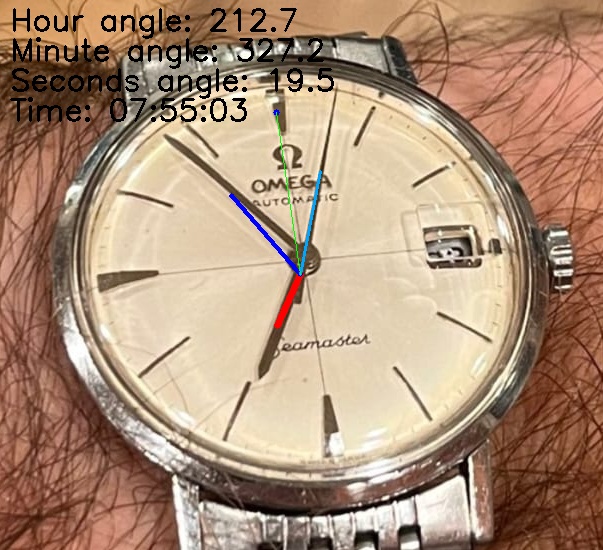 Hour angle: 212.7
Minute angle: 327.2
Seconds angle: 19.5
Time: 07:55:03
Ω
OMEGA
AUTOMATIC
Seamaster